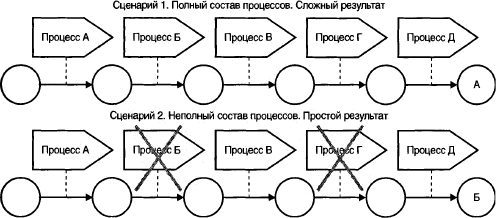 Сценарий 1. Полный состав процессов. Сложный результат
Процесс А
Процесс Б
Процесс В
Процесс Г
Процесс Д
А
Сценарий 2. Неполный состав процессов. Простой результат
Процесс А
Процесс Б
Процесс В
Процесс Г
Процесс Д
Б